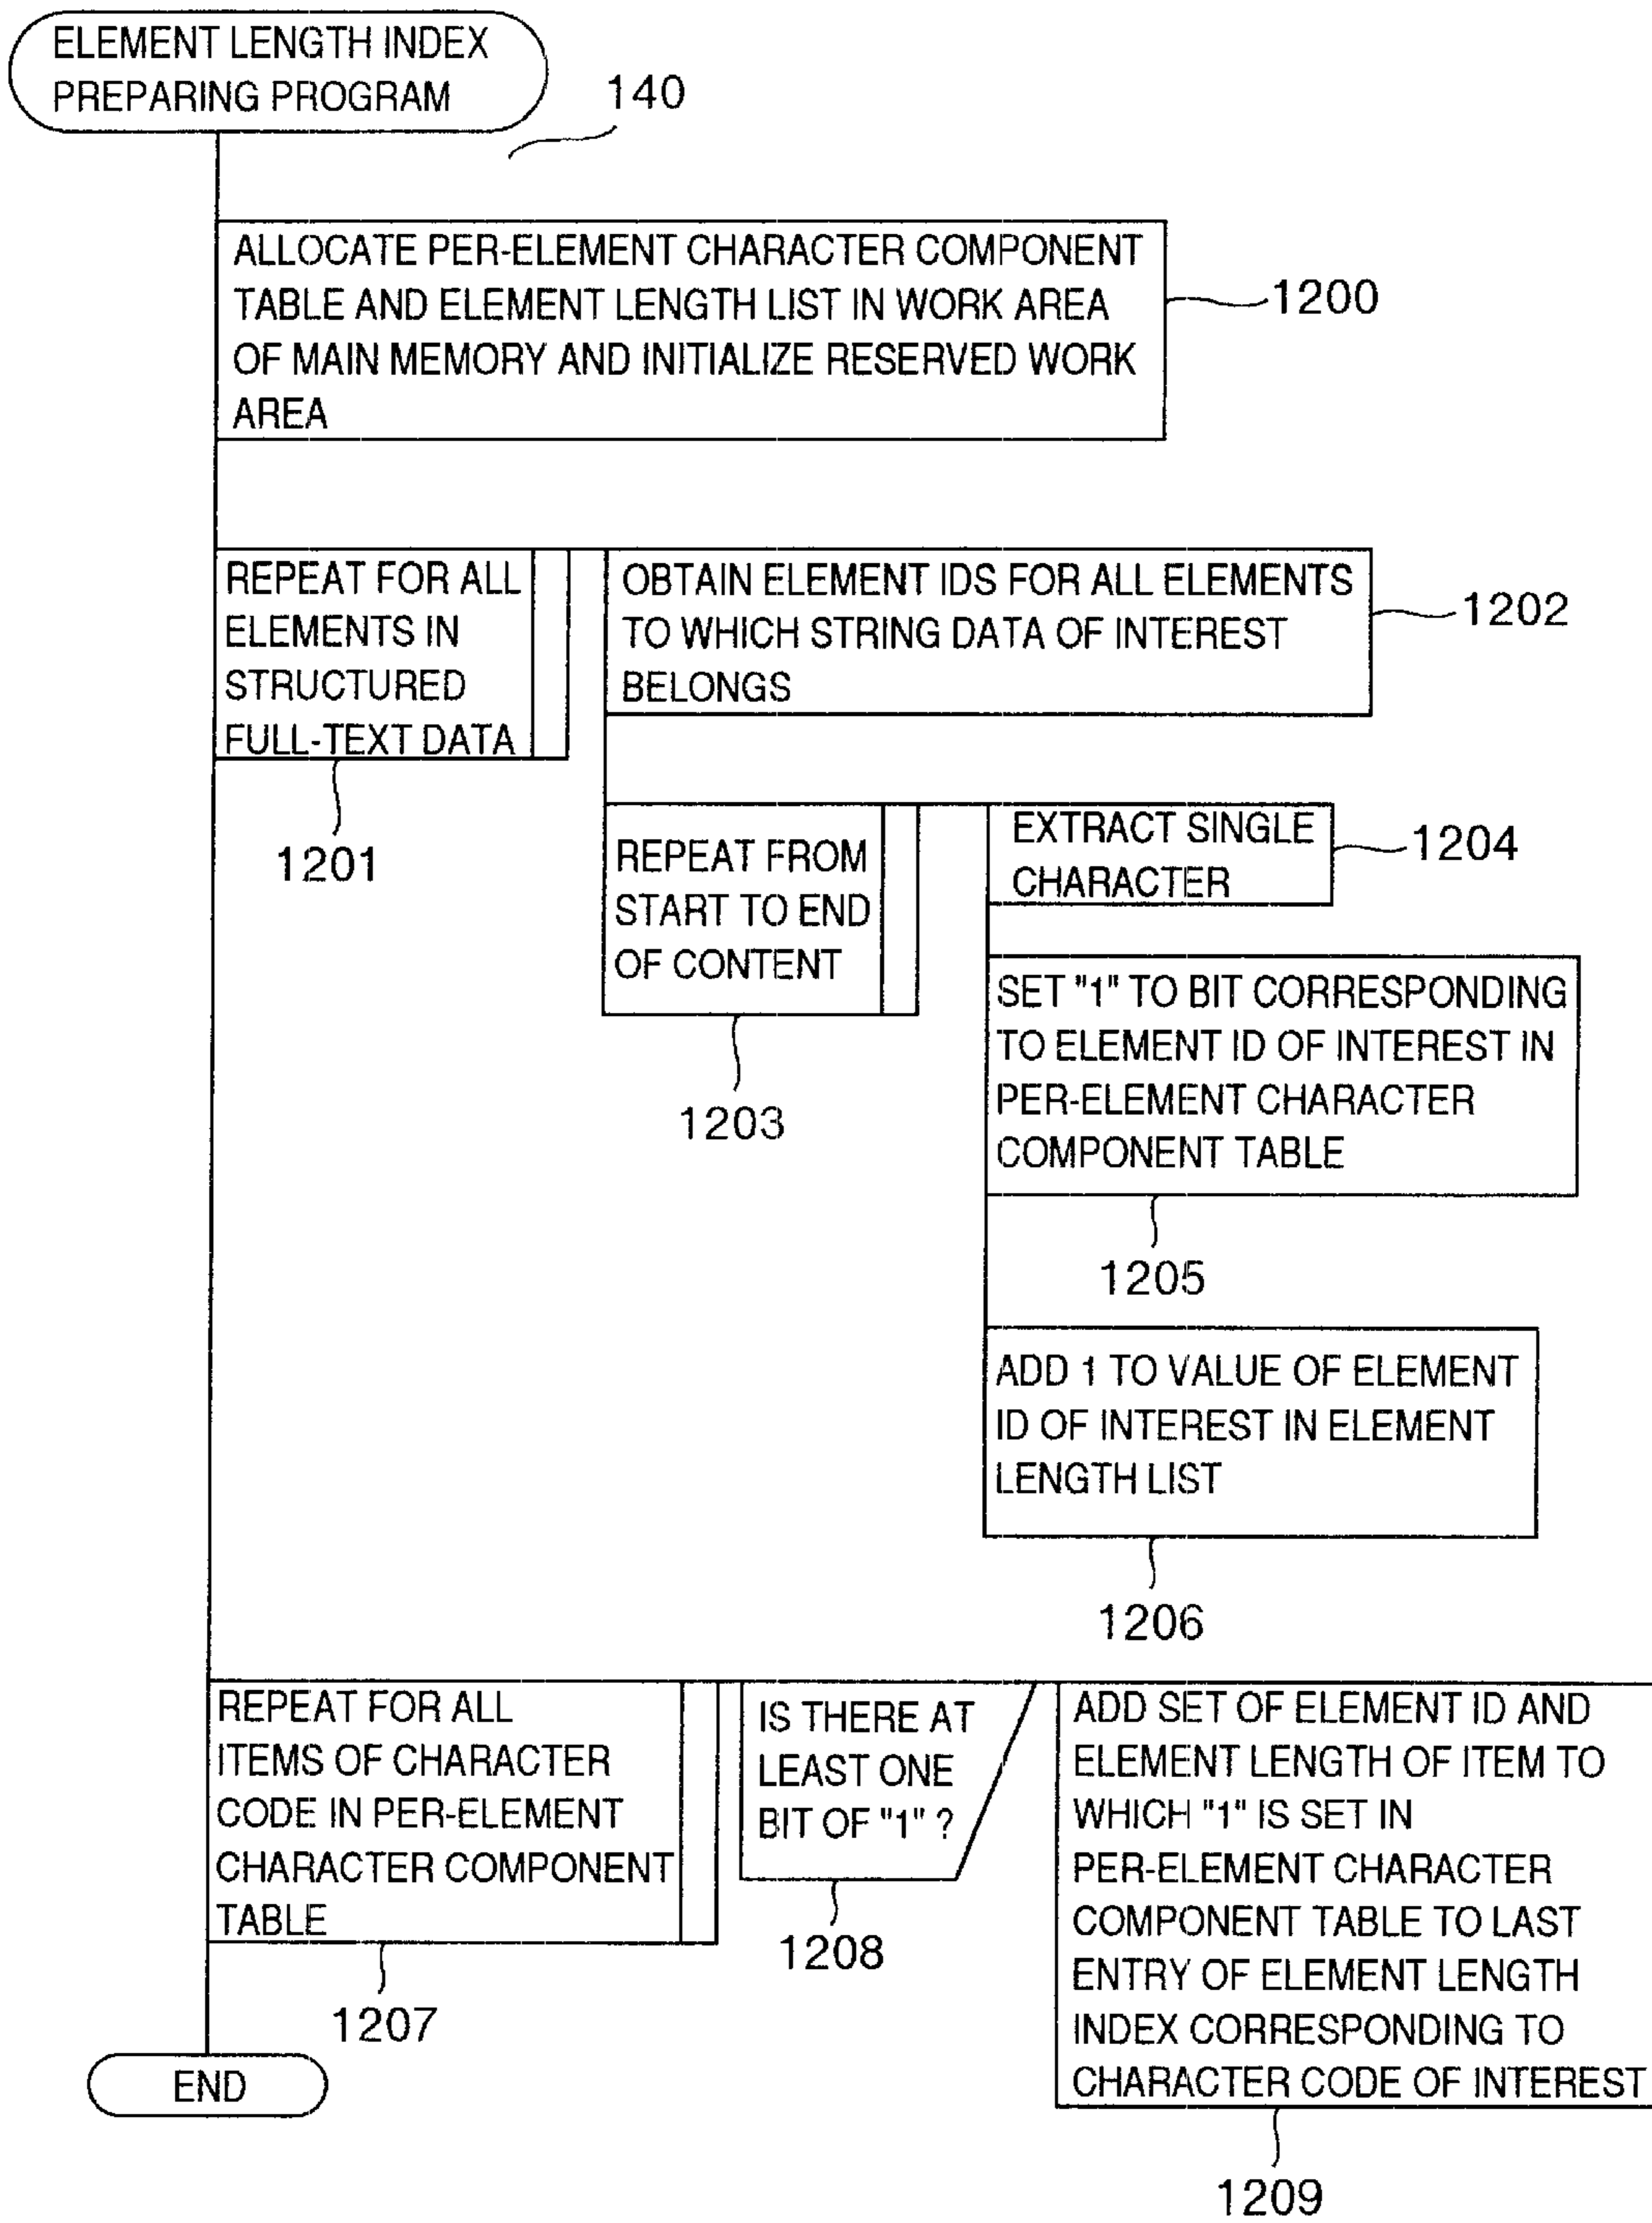 ELEMENT LENGTH INDEX
PREPARING PROGRAM
140
ALLOCATE PER-ELEMENT CHARACTER COMPONENT
TABLE AND ELEMENT LENGTH LIST IN WORK AREA
OF MAIN MEMORY AND INITIALIZE RESERVED WORK
AREA
1200
REPEAT FOR ALL
ELEMENTS IN
STRUCTURED
FULL-TEXT DATA
1201
OBTAIN ELEMENT IDS FOR ALL ELEMENTS
TO WHICH STRING DATA OF INTEREST
BELONGS
1202
REPEAT FROM
START TO END
OF CONTENT
1203
EXTRACT SINGLE
CHARACTER
1204
SET "1" TO BIT CORRESPONDING
TO ELEMENT ID OF INTEREST IN
PER-ELEMENT CHARACTER
COMPONENT TABLE
1205
ADD 1 TO VALUE OF ELEMENT
ID OF INTEREST IN ELEMENT
LENGTH LIST
1206
REPEAT FOR ALL
ITEMS OF CHARACTER
CODE IN PER-ELEMENT
CHARACTER COMPONENT
TABLE
1207
IS THERE AT
LEAST ONE
BIT OF "1" ?
1208
ADD SET OF ELEMENT ID AND
ELEMENT LENGTH OF ITEM TO
WHICH "1" IS SET IN
PER-ELEMENT CHARACTER
COMPONENT TABLE TO LAST
ENTRY OF ELEMENT LENGTH
INDEX CORRESPONDING TO
CHARACTER CODE OF INTEREST
1209
END